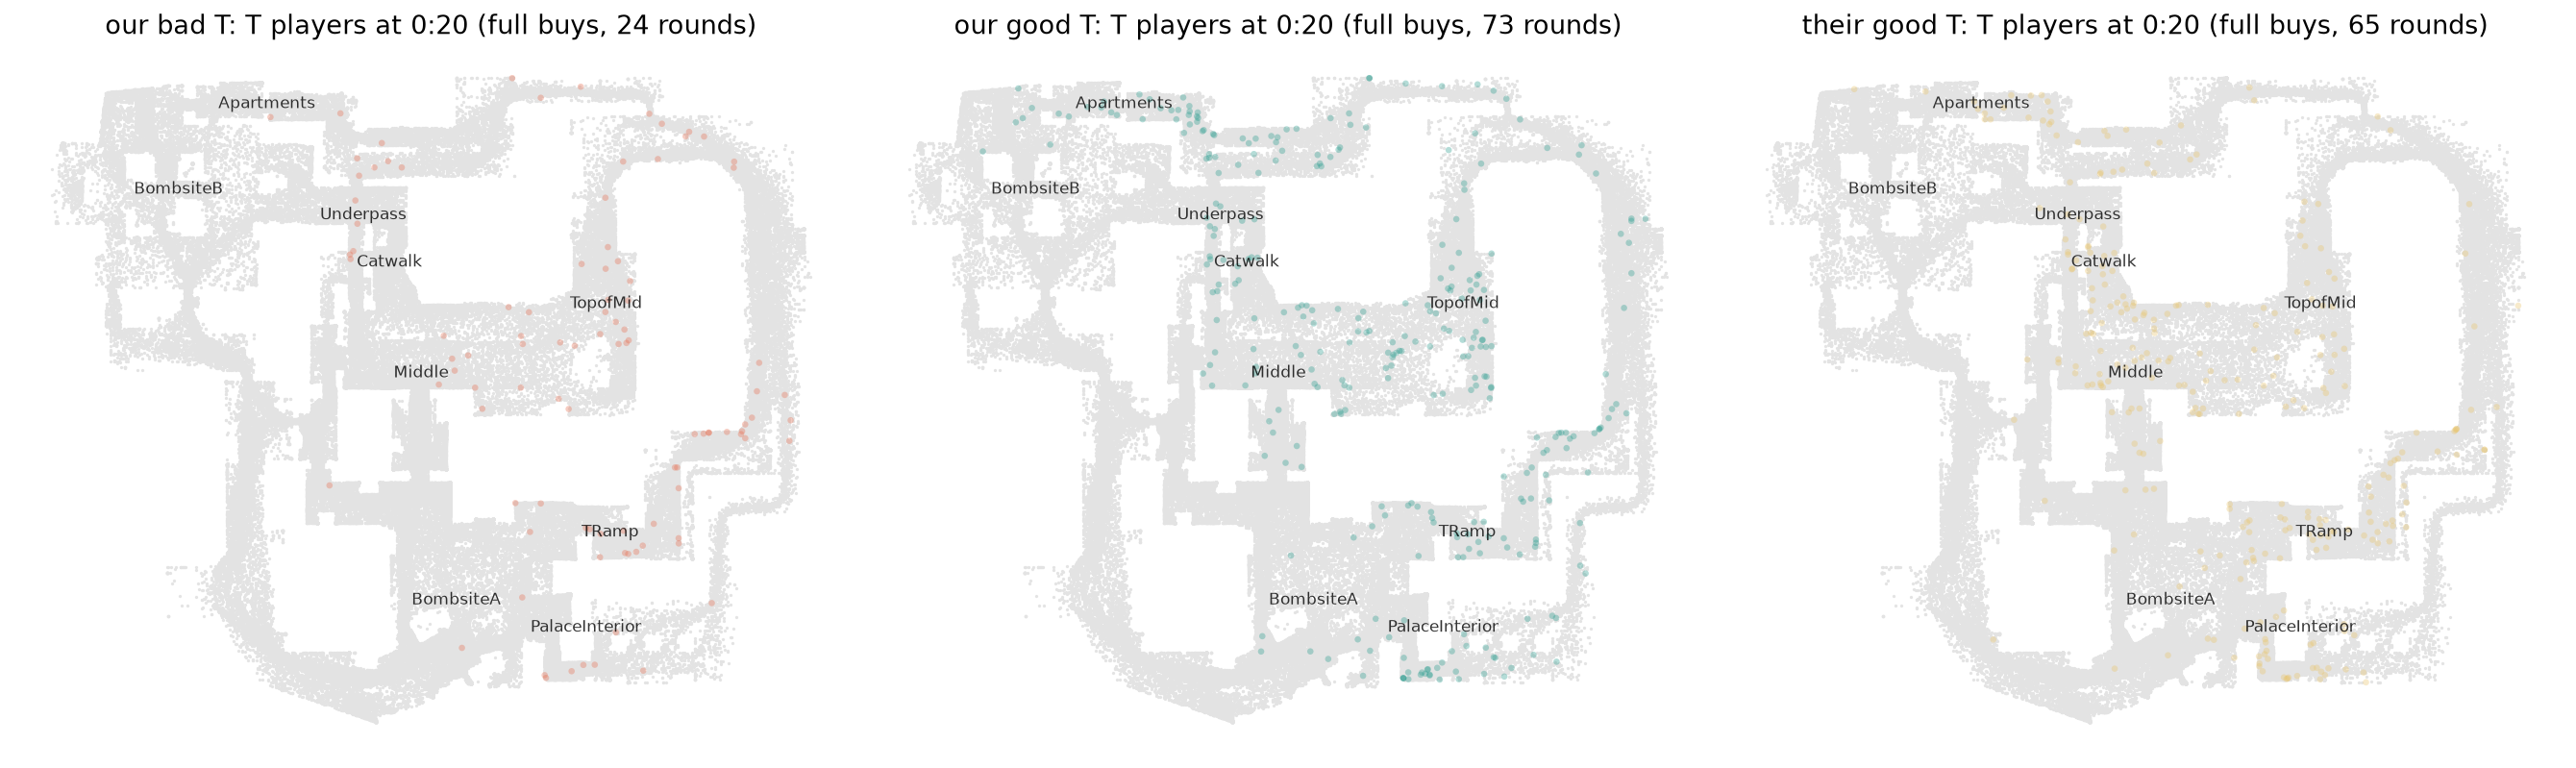 our bad T: T players at 0:20 (full buys, 24 rounds)
Apartments
BombsiteB
Underpass
Catwalk
TopofMid
Middle
TRamp
BombsiteA
PalaceInterior
our good T: T players at 0:20 (full buys, 73 rounds)
Apartments
BombsiteB
Underpass
Catwalk
TopofMid
Middle
TRamp
BombsiteA
PalaceInterior
their good T: T players at 0:20 (full buys, 65 rounds)
Apartments
BombsiteB
Underpass
Catwalk
TopofMid
Middle
TRamp
BombsiteA
PalaceInterior